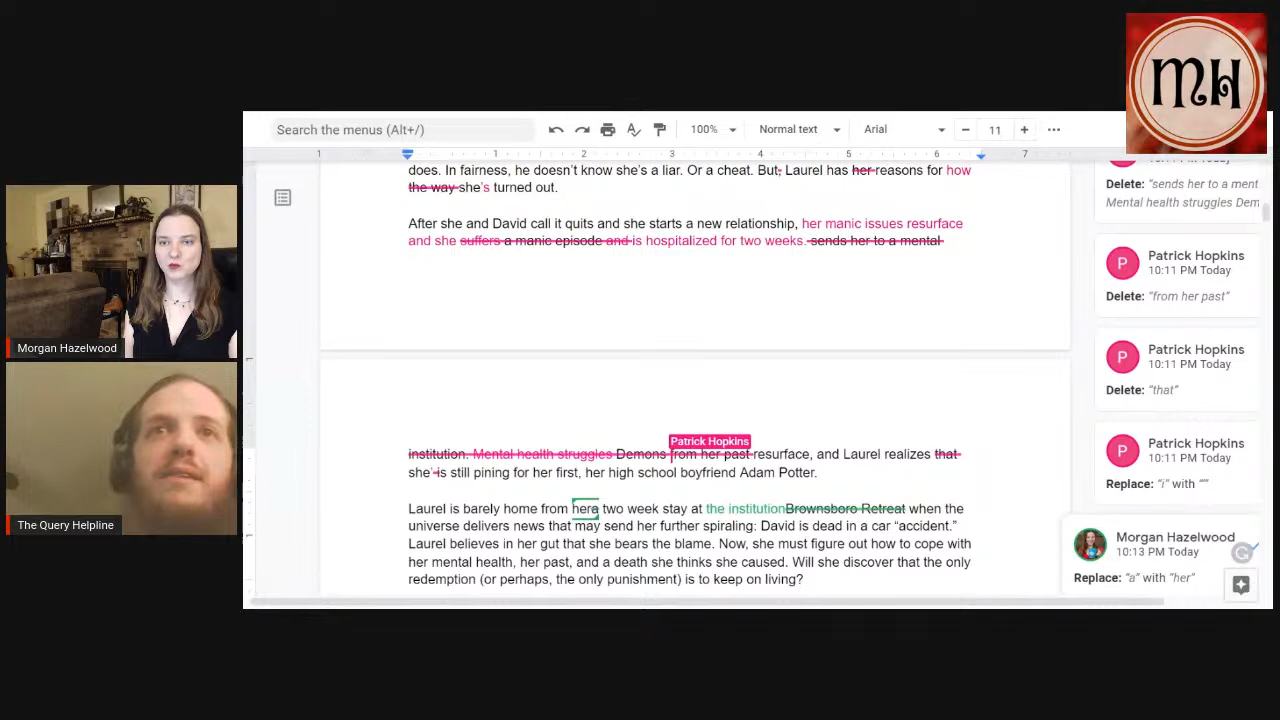 MH
Search the menus (Alt+/)
100%
Normal text
Arial
11
1 1 2 3 4 5 6 7
does. In fairness, he doesn't know she's a liar. Or a cheat. But, Laurel has her reasons for how
the way she's turned out.
After she and David call it quits and she starts a new relationship, her manic issues resurface
and she suffers a manic episode and is hospitalized for two weeks. sends her to a mental
Patrick Hopkins
institution. Mental health struggles Demons from her past resurface, and Laurel realizes that
she'is still pining for her first, her high school boyfriend Adam Potter.
Laurel is barely home from here two week stay at the institutionBrownsboro Retreat when the
universe delivers news that may send her further spiraling: David is dead in a car “accident.”
Laurel believes in her gut that she bears the blame. Now, she must figure out how to cope with
her mental health, her past, and a death she thinks she caused. Will she discover that the only
redemption (or perhaps, the only punishment) is to keep on living?
Delete: "sends her to a ment
Mental health struggles Dem
P
Patrick Hopkins
10:11 PM Today
Delete: "from her past"
P
Patrick Hopkins
10:11 PM Today
Delete: "that"
P
Patrick Hopkins
10:11 PM Today
Replace: "i" with "'"
Morgan Hazelwood
10:13 PM Today
Replace: "a" with "her"
Morgan Hazelwood
The Query Helpline